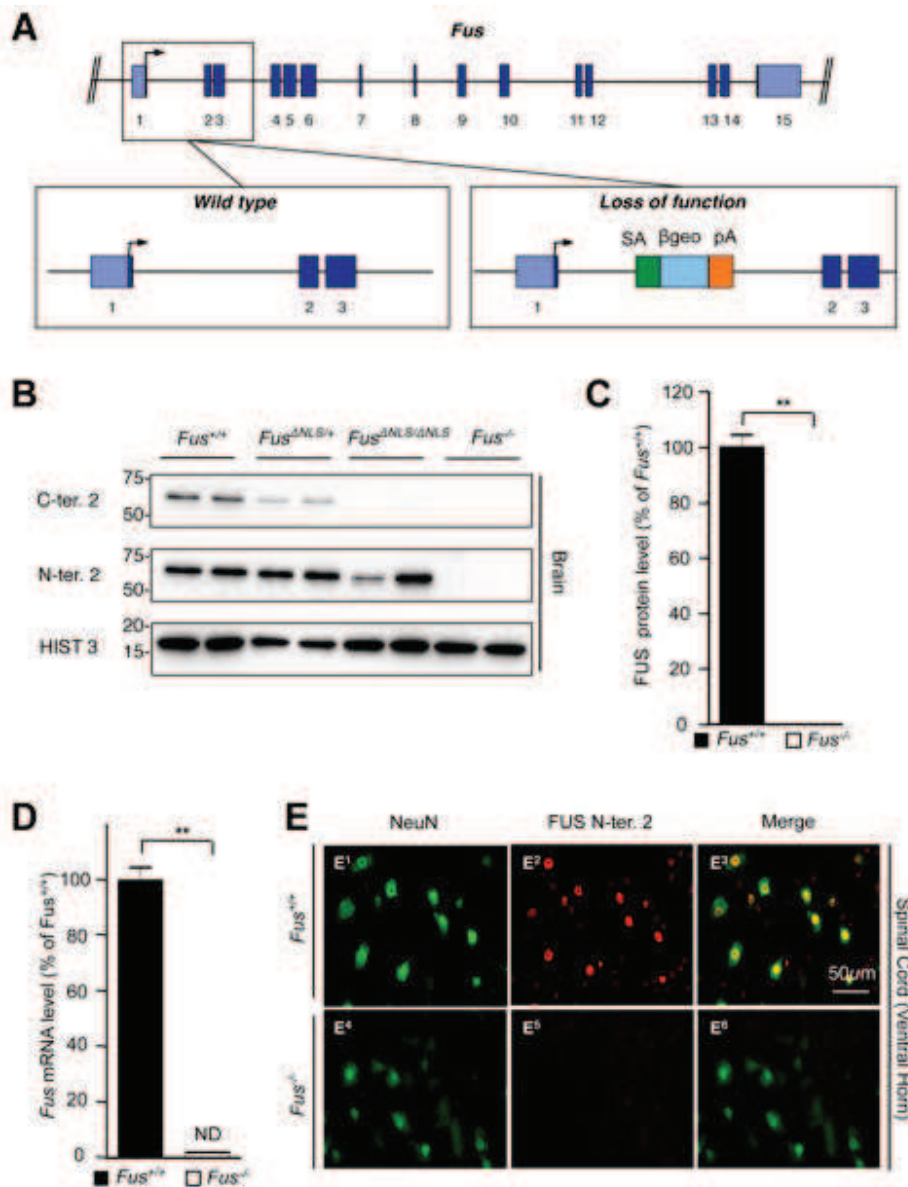 A
Fus
1 2 3 4 5 6 7 8 9 10 11 12 13 14 15
Wild type
1 2 3
Loss of function
SA βgeo pA
1 2 3
B
Fus+/+ FusΔNLS/+ FusΔNLS/ΔNLS Fus-/-
C-ter. 2
75-
50-
N-ter. 2
75-
50-
HIST 3
20-
15-
Brain
C
FUS protein level (% of Fus+/+)
120
100
80
60
40
20
0
**
Fus+/+ Fus-/-
D
Fus mRNA level (% of Fus+/+)
100
80
60
40
20
0
**
ND
Fus+/+ Fus-/-
E
NeuN FUS N-ter. 2 Merge
Fus+/+
E1 E2 E3
50µm
Fus-/-
E4 E5 E6
Spinal Cord (Ventral Horn)